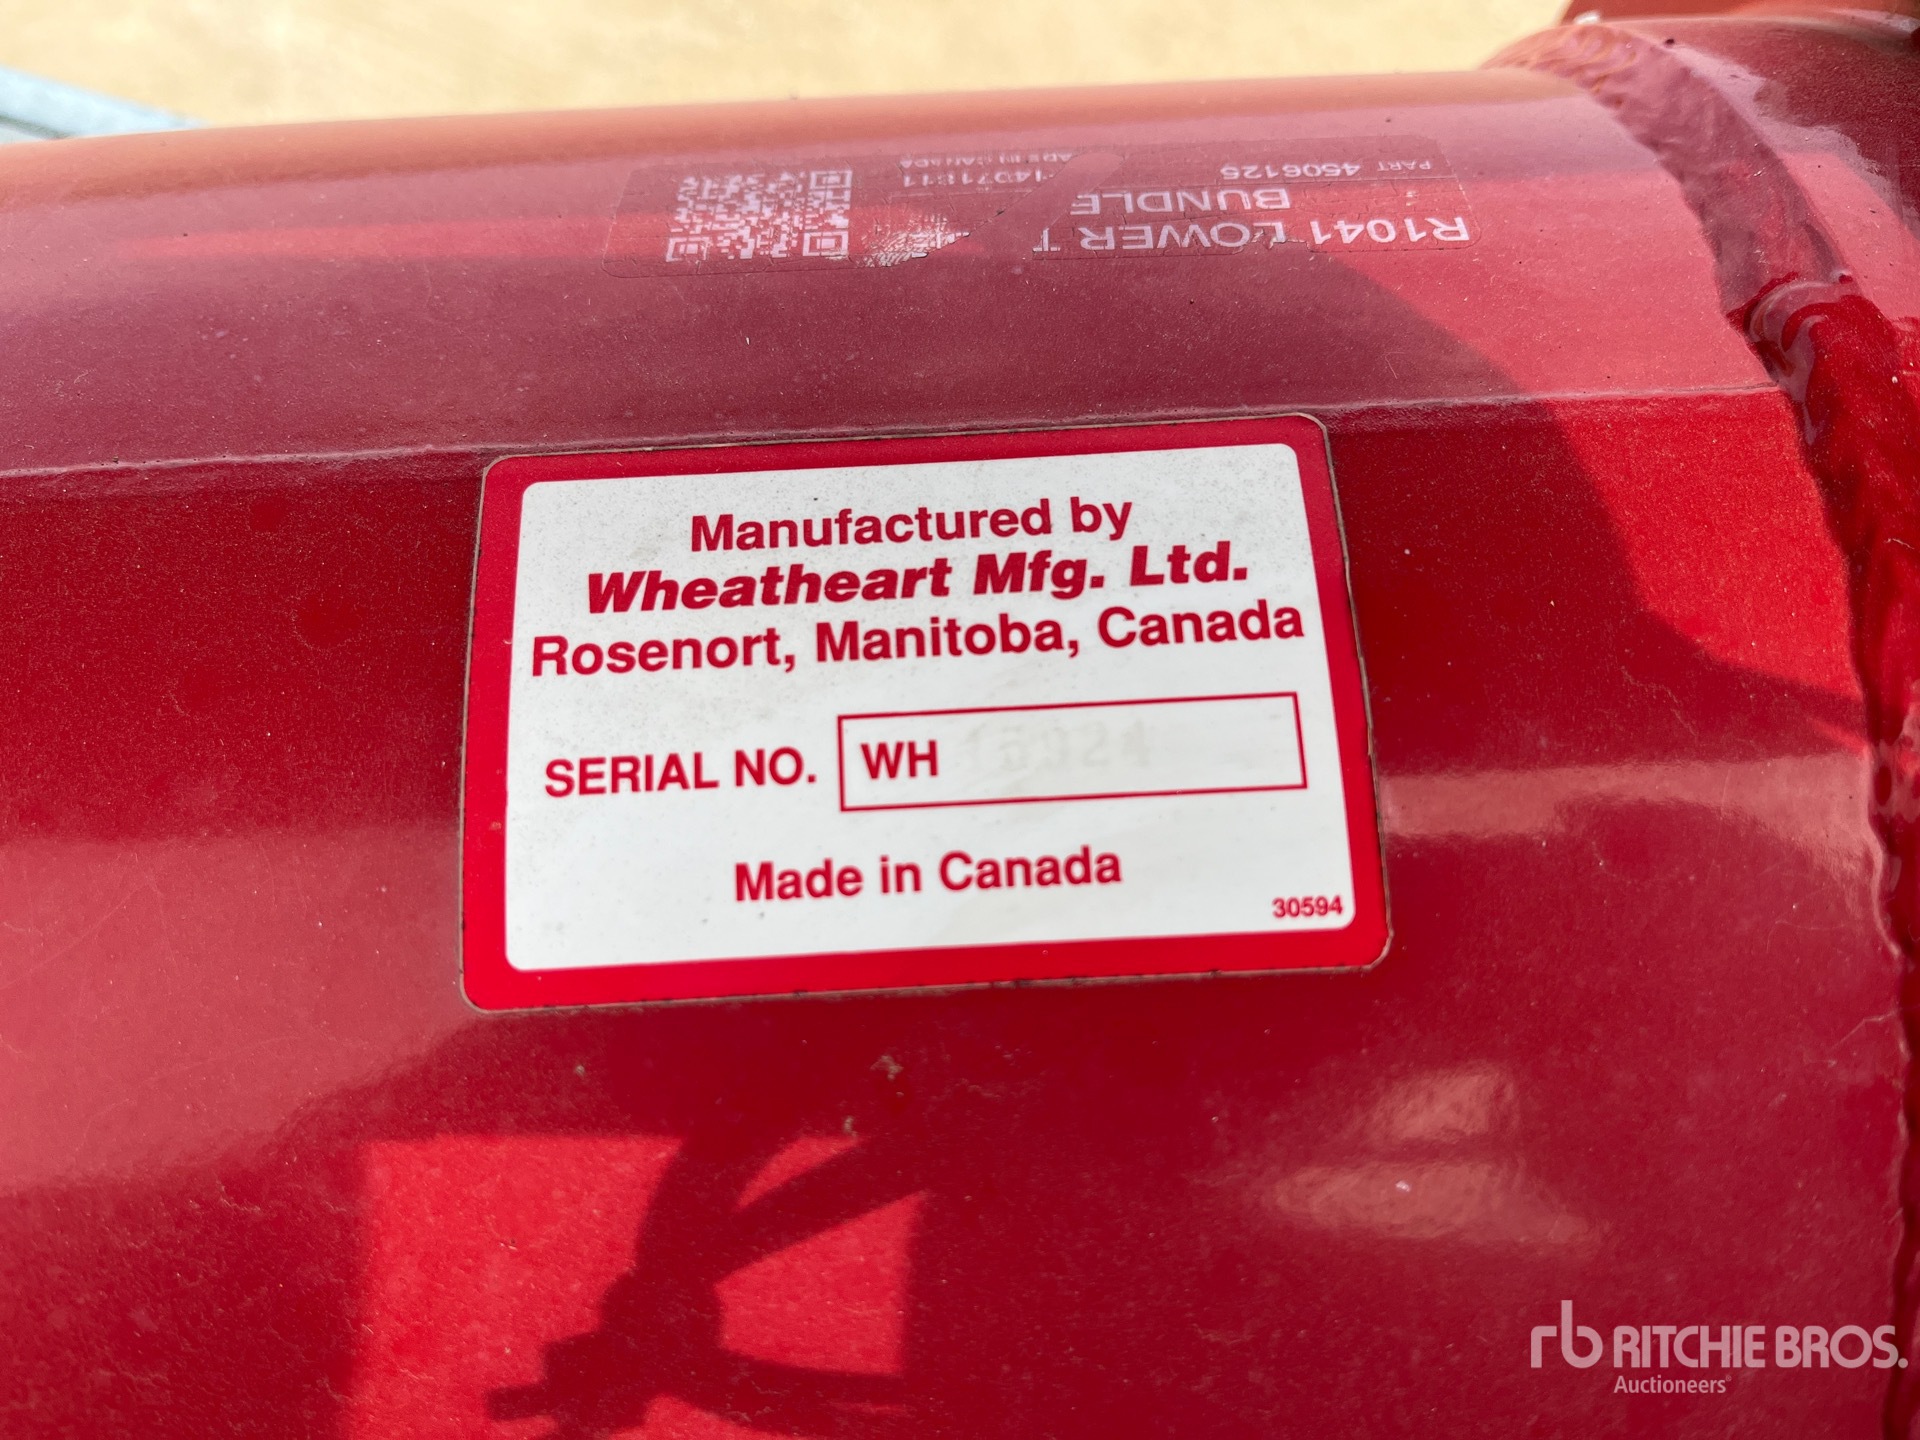 R1041 LOWER T
BUNDLE
PART 4506125
Manufactured by
Wheatheart Mfg. Ltd.
Rosenort, Manitoba, Canada
SERIAL NO. WH
Made in Canada
30594
rb RITCHIE BROS.
Auctioneers